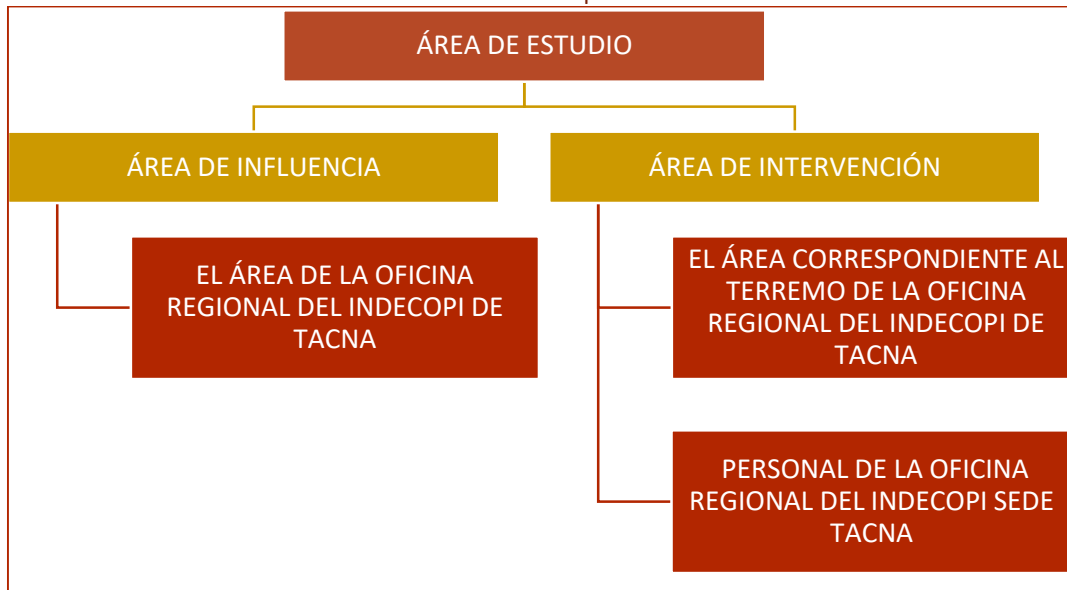 ÁREA DE ESTUDIO
ÁREA DE INFLUENCIA
ÁREA DE INTERVENCIÓN
EL ÁREA DE LA OFICINA
REGIONAL DEL INDECOPI DE
TACNA
EL ÁREA CORRESPONDIENTE AL
TERREMO DE LA OFICINA
REGIONAL DEL INDECOPI DE
TACNA
PERSONAL DE LA OFICINA
REGIONAL DEL INDECOPI SEDE
TACNA